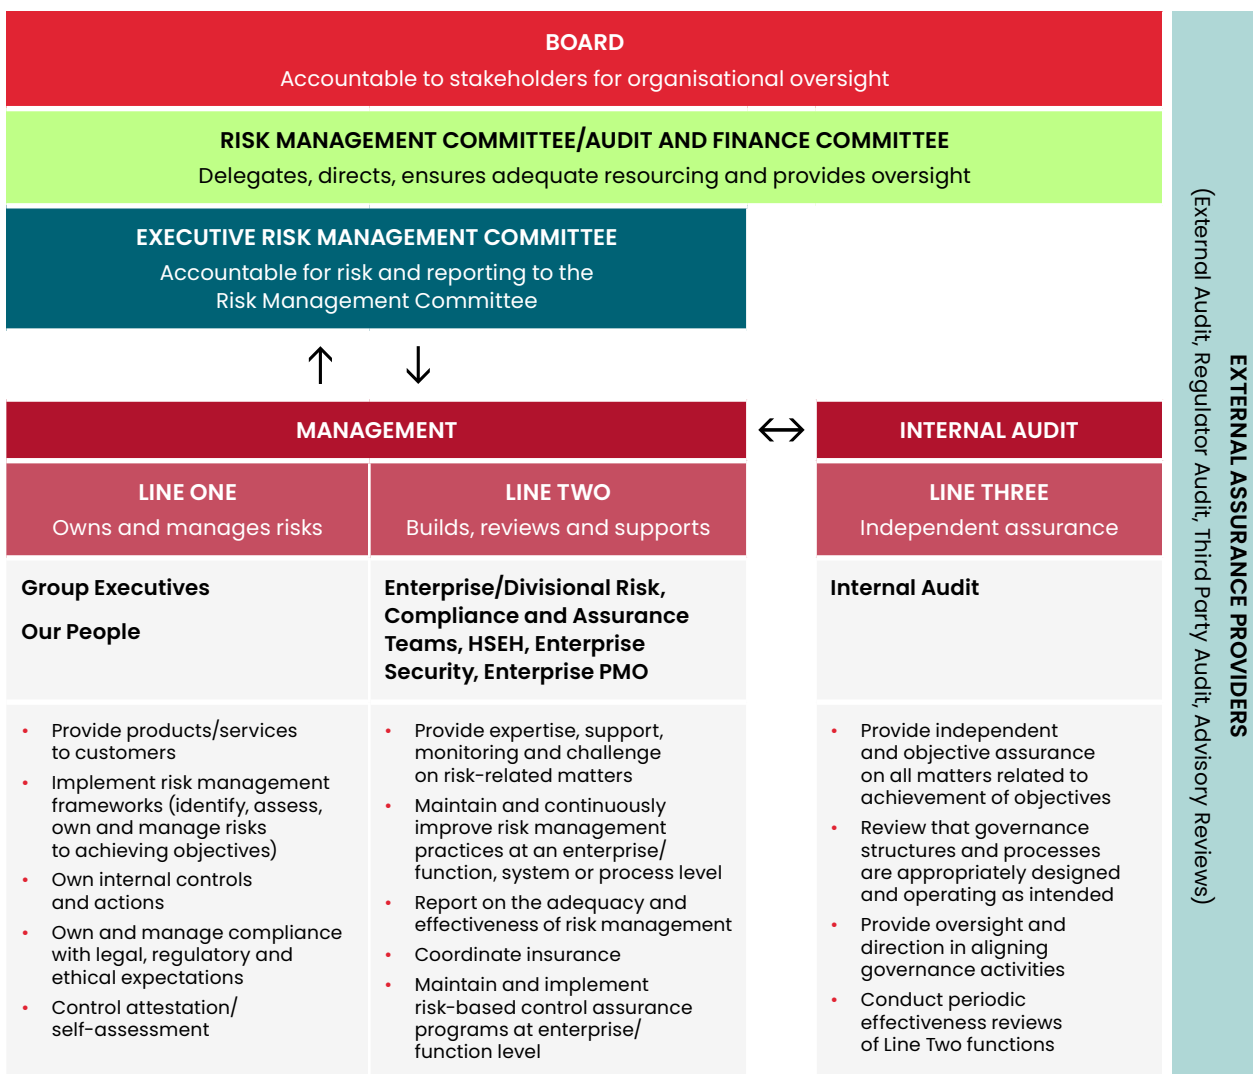 BOARD
Accountable to stakeholders for organisational oversight
RISK MANAGEMENT COMMITTEE/AUDIT AND FINANCE COMMITTEE
Delegates, directs, ensures adequate resourcing and provides oversight
EXECUTIVE RISK MANAGEMENT COMMITTEE
Accountable for risk and reporting to the
Risk Management Committee
MANAGEMENT
LINE ONE
Owns and manages risks
Group Executives
Our People
• Provide products/services
to customers
• Implement risk management
frameworks (identify, assess,
own and manage risks
to achieving objectives)
• Own internal controls
and actions
• Own and manage compliance
with legal, regulatory and
ethical expectations
• Control attestation/
self-assessment
LINE TWO
Builds, reviews and supports
Enterprise/Divisional Risk,
Compliance and Assurance
Teams, HSEH, Enterprise
Security, Enterprise PMO
• Provide expertise, support,
monitoring and challenge
on risk-related matters
• Maintain and continuously
improve risk management
practices at an enterprise/
function, system or process level
• Report on the adequacy and
effectiveness of risk management
• Coordinate insurance
• Maintain and implement
risk-based control assurance
programs at enterprise/
function level
INTERNAL AUDIT
LINE THREE
Independent assurance
Internal Audit
• Provide independent
and objective assurance
on all matters related to
achievement of objectives
• Review that governance
structures and processes
are appropriately designed
and operating as intended
• Provide oversight and
direction in aligning
governance activities
• Conduct periodic
effectiveness reviews
of Line Two functions
EXTERNAL ASSURANCE PROVIDERS
(External Audit, Regulator Audit, Third Party Audit, Advisory Reviews)